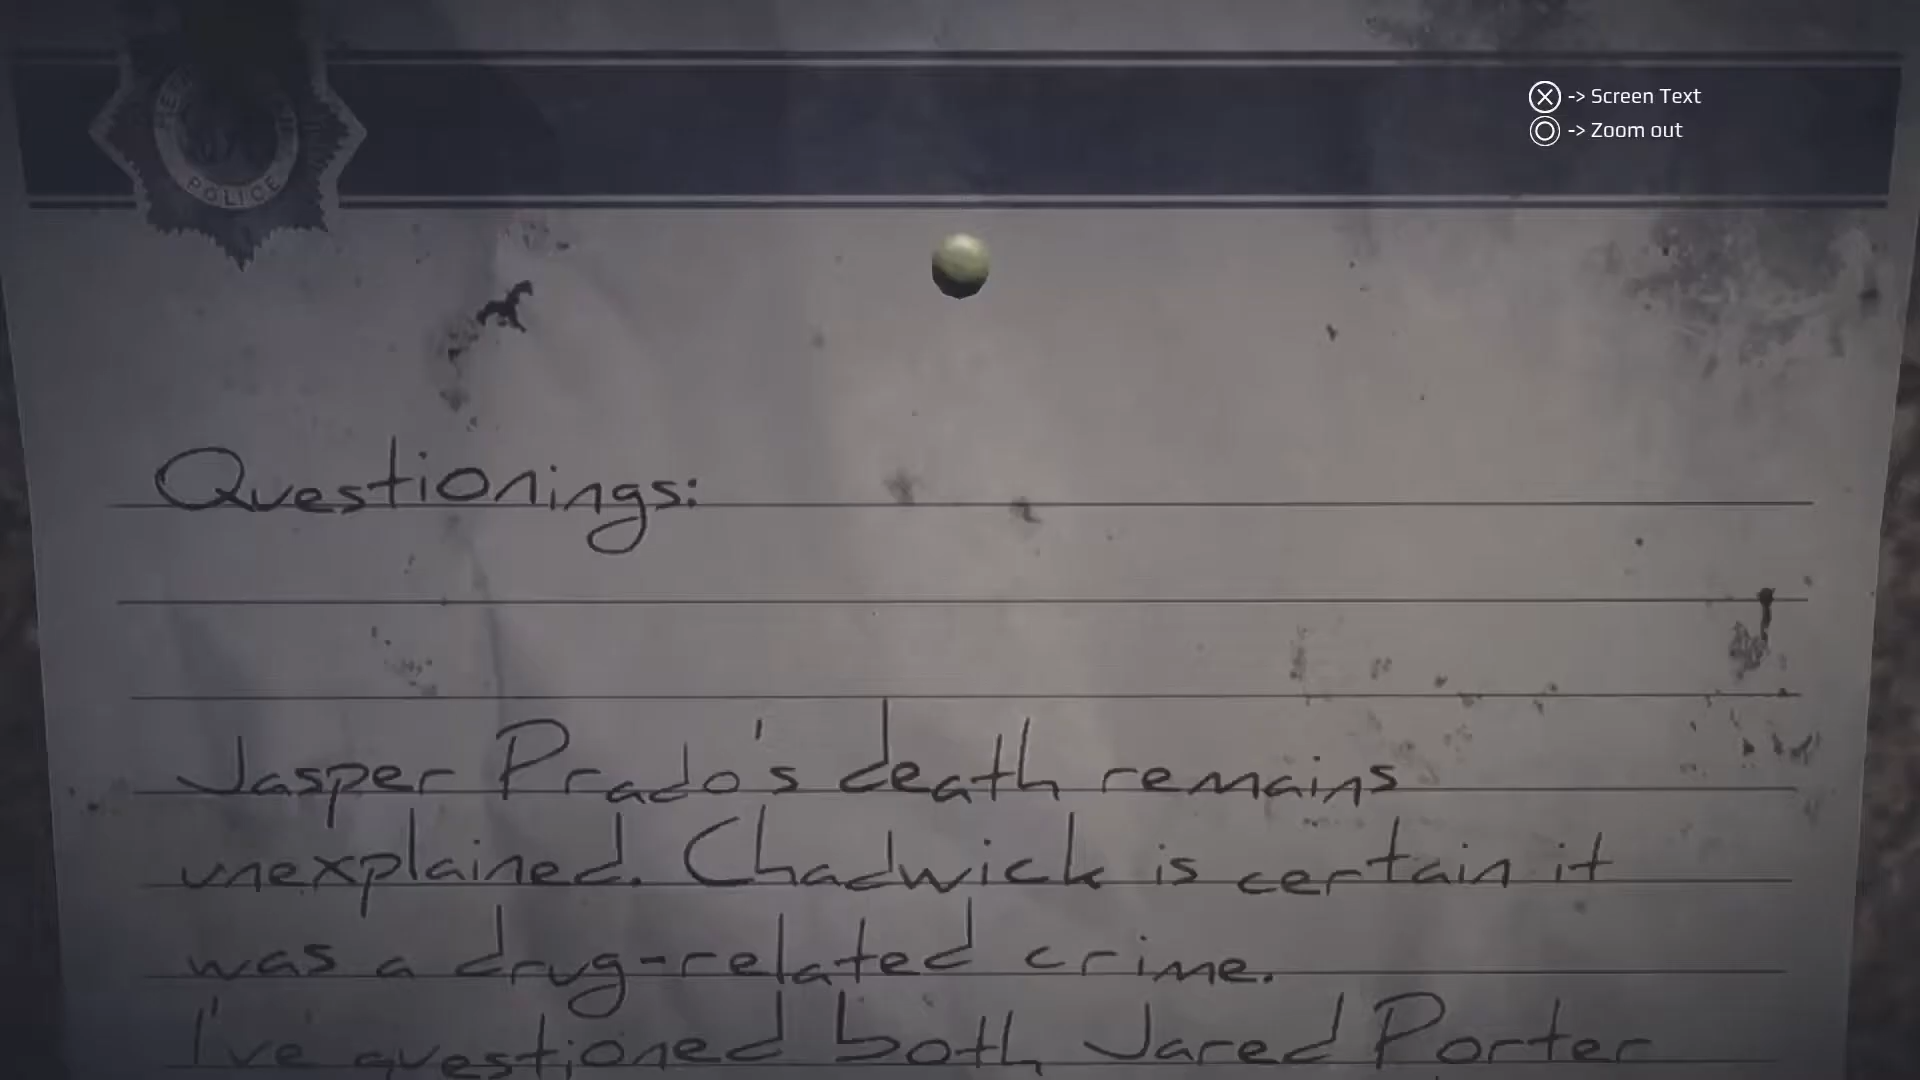 POLICE
-> Screen Text
-> Zoom out
Questionings:
Jasper Prado's death remains
unexplained. Chadwick is certain it
was a drug-related crime.
I've questioned both Jared Porter